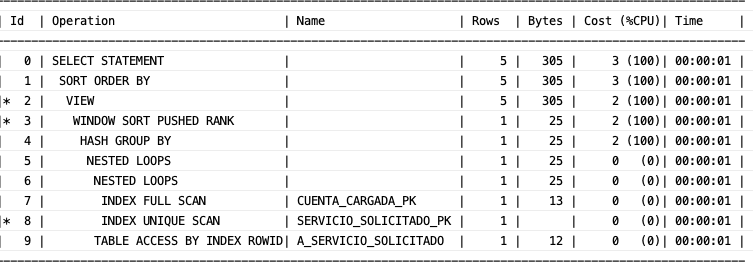 | Id | Operation | Name | Rows | Bytes | Cost (%CPU)| Time |
| 0 | SELECT STATEMENT | | 5 | 305 | 3 (100)| 00:00:01 |
| 1 | SORT ORDER BY | | 5 | 305 | 3 (100)| 00:00:01 |
|* 2 | VIEW | | 5 | 305 | 2 (100)| 00:00:01 |
|* 3 | WINDOW SORT PUSHED RANK | | 1 | 25 | 2 (100)| 00:00:01 |
| 4 | HASH GROUP BY | | 1 | 25 | 2 (100)| 00:00:01 |
| 5 | NESTED LOOPS | | 1 | 25 | 0 (0)| 00:00:01 |
| 6 | NESTED LOOPS | | 1 | 25 | 0 (0)| 00:00:01 |
| 7 | INDEX FULL SCAN | CUENTA_CARGADA_PK | 1 | 13 | 0 (0)| 00:00:01 |
|* 8 | INDEX UNIQUE SCAN | SERVICIO_SOLICITADO_PK | 1 | | 0 (0)| 00:00:01 |
| 9 | TABLE ACCESS BY INDEX ROWID| A_SERVICIO_SOLICITADO | 1 | 12 | 0 (0)| 00:00:01 |